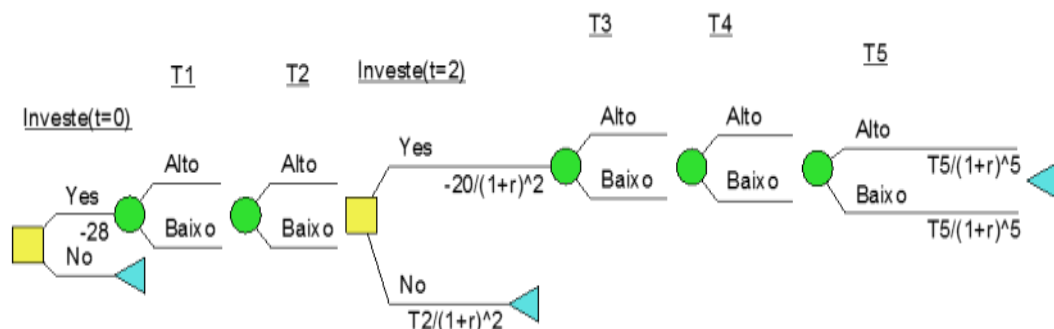 T3
T4
T5
T1
T2
Investe(t=2)
Investe(t=0)
Yes
-28
No
Alto
Baixo
Alto
Baixo
Yes
-20/(1+r)^2
No
T2/(1+r)^2
Alto
Baixo
Alto
Baixo
Alto
T5/(1+r)^5
Baixo
T5/(1+r)^5